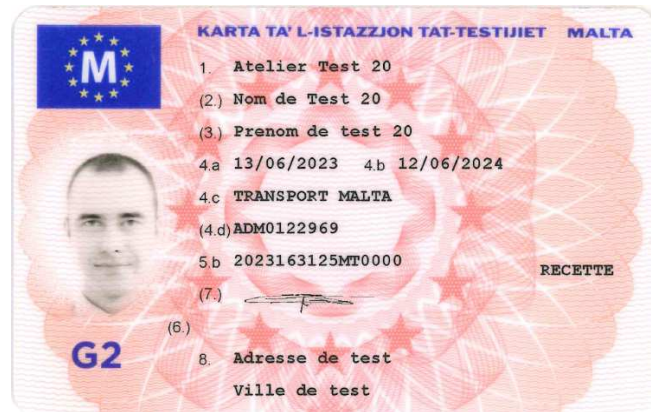 KARTA TA' L-ISTAZZJON TAT-TESTIJIET MALTA
M
1. Atelier Test 20
(2.) Nom de Test 20
(3.) Prenom de test 20
4.a 13/06/2023 4.b 12/06/2024
4.c TRANSPORT MALTA
(4.d) ADM0122969
5.b 2023163125MT0000
RECETTE
(7.)
(6.)
G2
8. Adresse de test
Ville de test